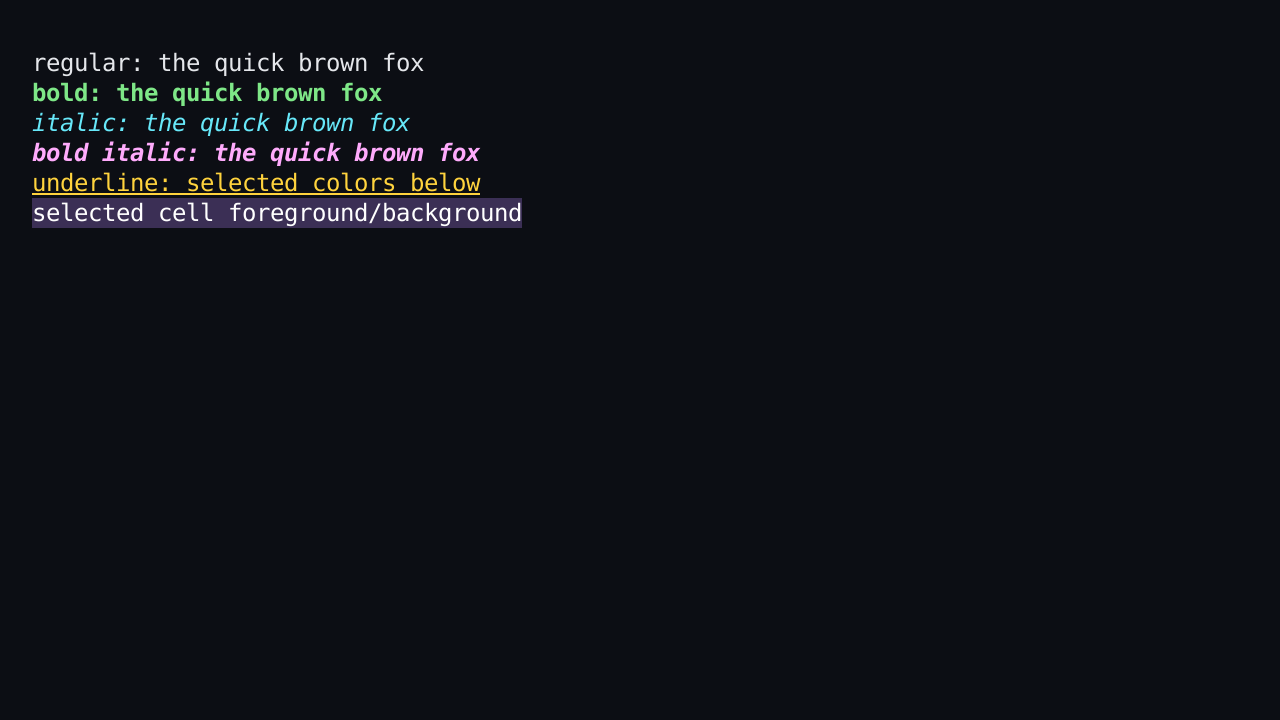 regular: the quick brown fox
bold: the quick brown fox
italic: the quick brown fox
bold italic: the quick brown fox
underline: selected colors below
selected cell foreground/background